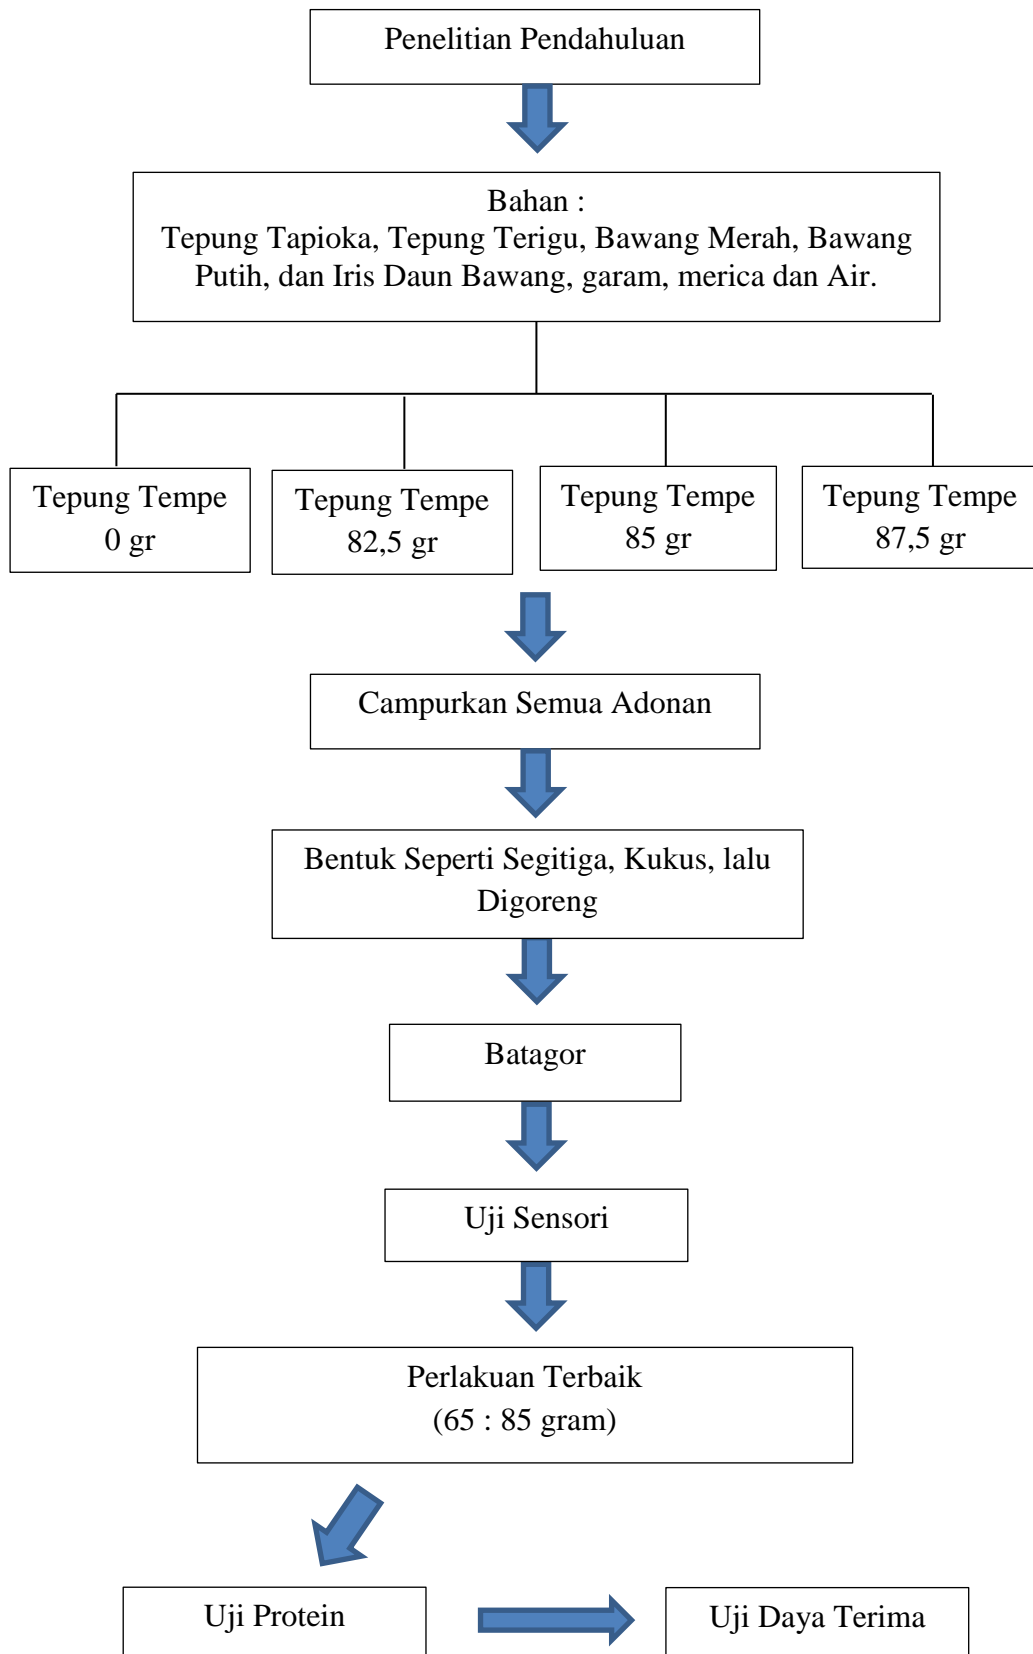 Penelitian Pendahuluan
Bahan :
Tepung Tapioka, Tepung Terigu, Bawang Merah, Bawang
Putih, dan Iris Daun Bawang, garam, merica dan Air.
Tepung Tempe
0 gr
Tepung Tempe
82,5 gr
Tepung Tempe
85 gr
Tepung Tempe
87,5 gr
Campurkan Semua Adonan
Bentuk Seperti Segitiga, Kukus, lalu
Digoreng
Batagor
Uji Sensori
Perlakuan Terbaik
(65 : 85 gram)
Uji Protein
Uji Daya Terima